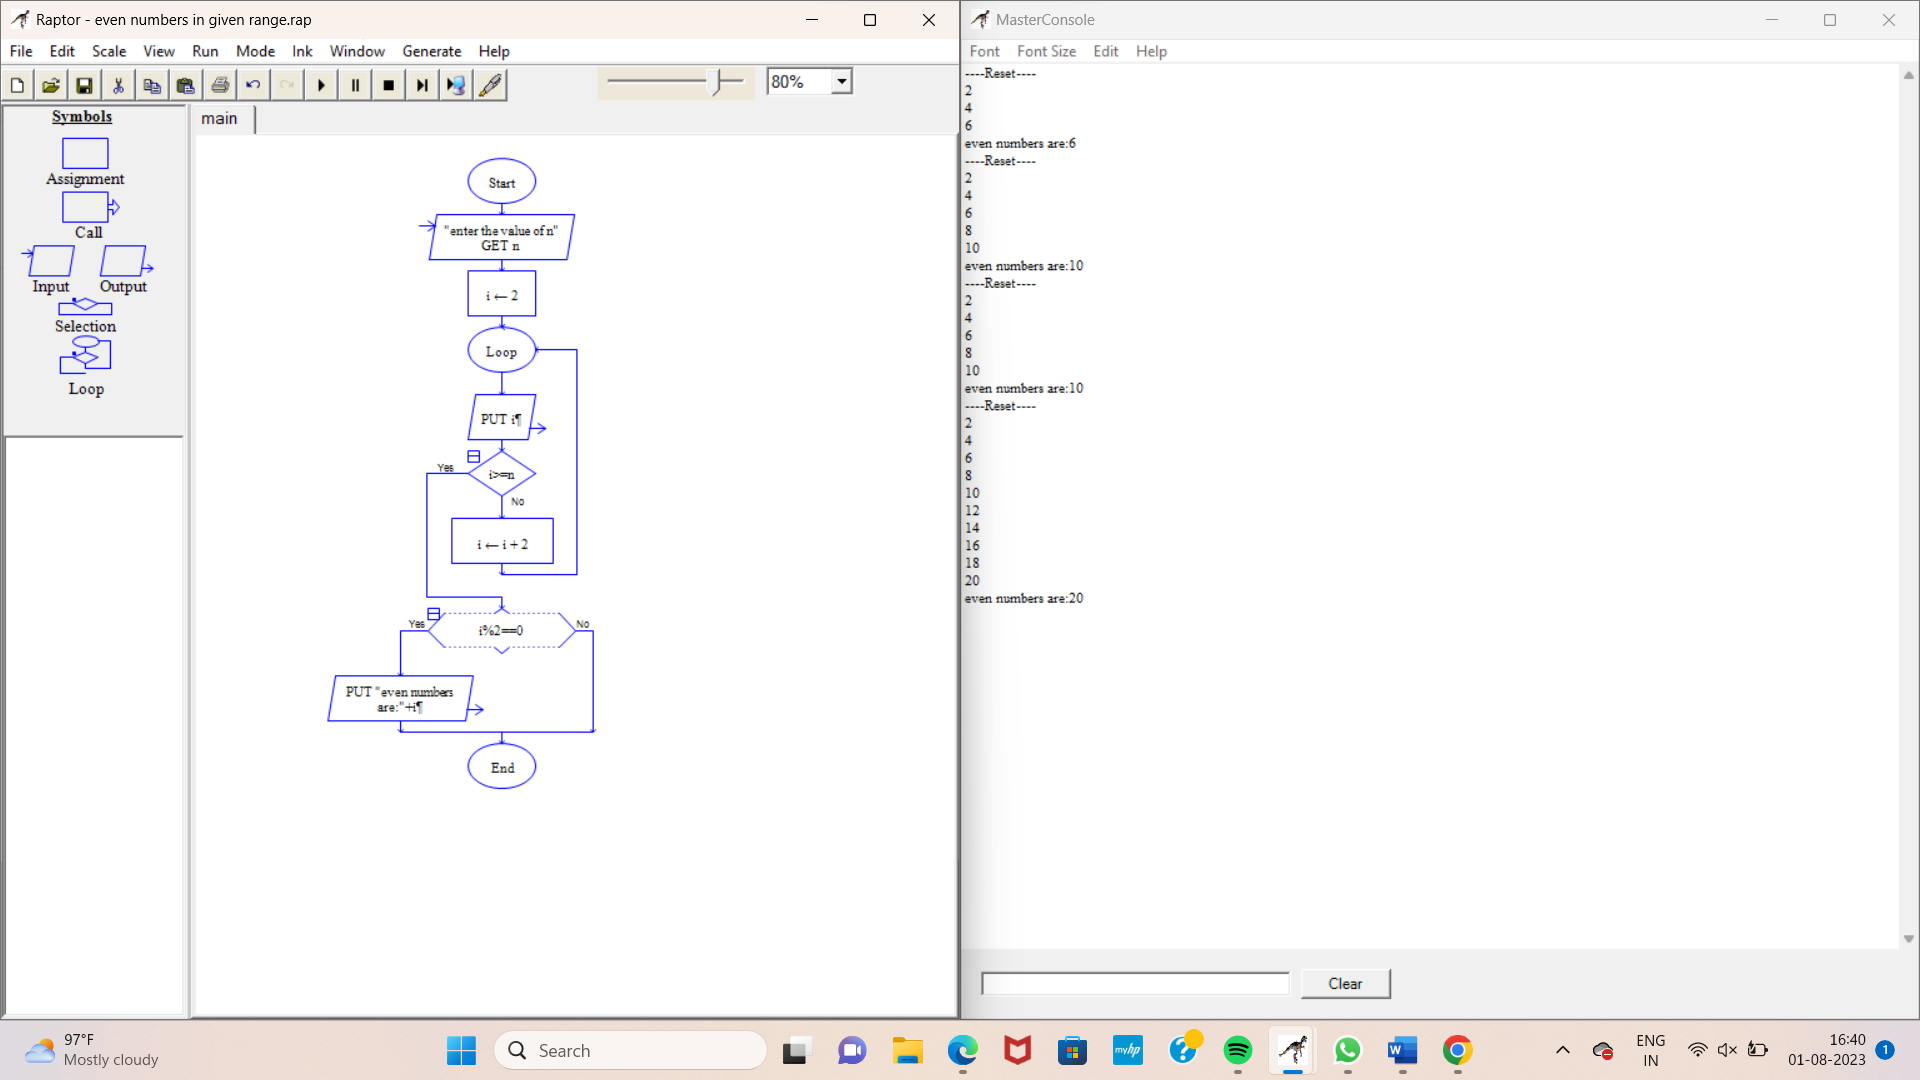 Raptor - even numbers in given range.rap
File Edit Scale View Run Mode Ink Window Generate Help
80%
Symbols
Assignment
Call
Input Output
Selection
Loop
main
Start
"enter the value of n"
GET n
i ← 2
Loop
PUT i¶
Yes
i>=n
No
i ← i + 2
Yes
i%2==0
No
PUT "even numbers
are:"+i¶
End
MasterConsole
Font Font Size Edit Help
----Reset----
2
4
6
even numbers are:6
----Reset----
2
4
6
8
10
even numbers are:10
----Reset----
2
4
6
8
10
even numbers are:10
----Reset----
2
4
6
8
10
12
14
16
18
20
even numbers are:20
Clear
97°F
Mostly cloudy
Search
myhp
W
ENG
IN
16:40
01-08-2023
1